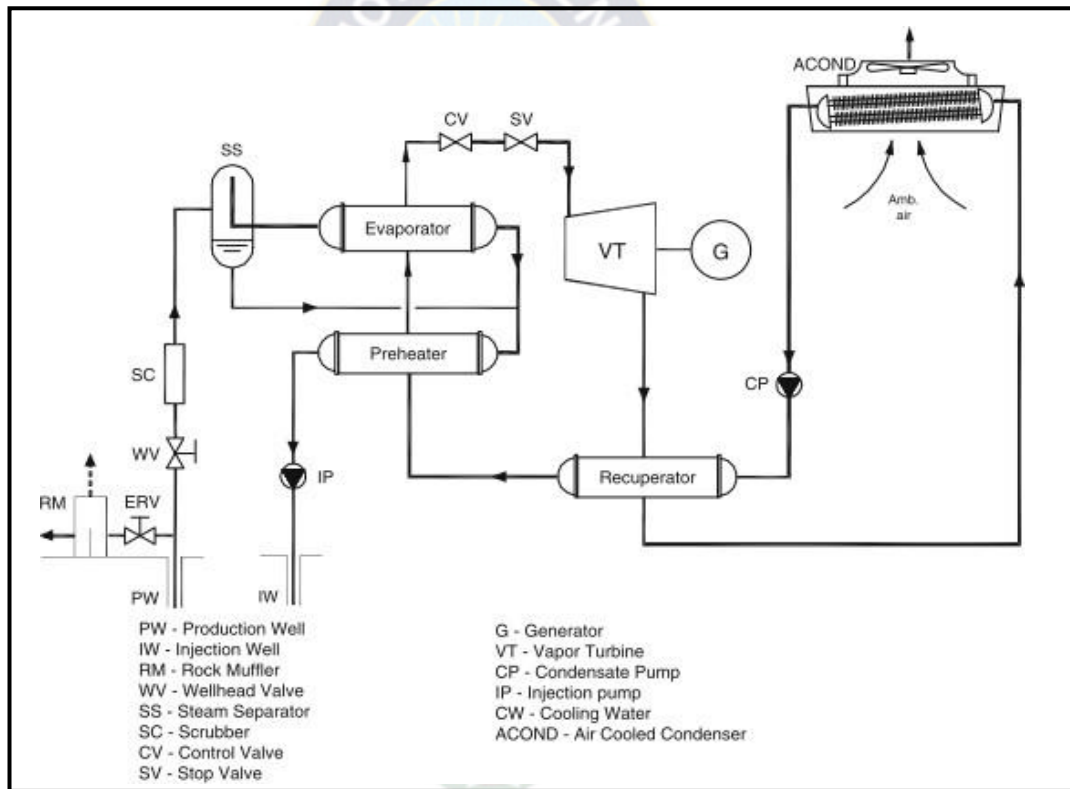 ACOND
CV
SV
SS
Amb.
air
Evaporator
VT
G
Preheater
SC
CP
WV
IP
Recuperator
RM
ERV
PW
IW
PW - Production Well
IW - Injection Well
RM - Rock Muffler
WV - Wellhead Valve
SS - Steam Separator
SC - Scrubber
CV - Control Valve
SV - Stop Valve
G - Generator
VT - Vapor Turbine
CP - Condensate Pump
IP - Injection pump
CW - Cooling Water
ACOND - Air Cooled Condenser